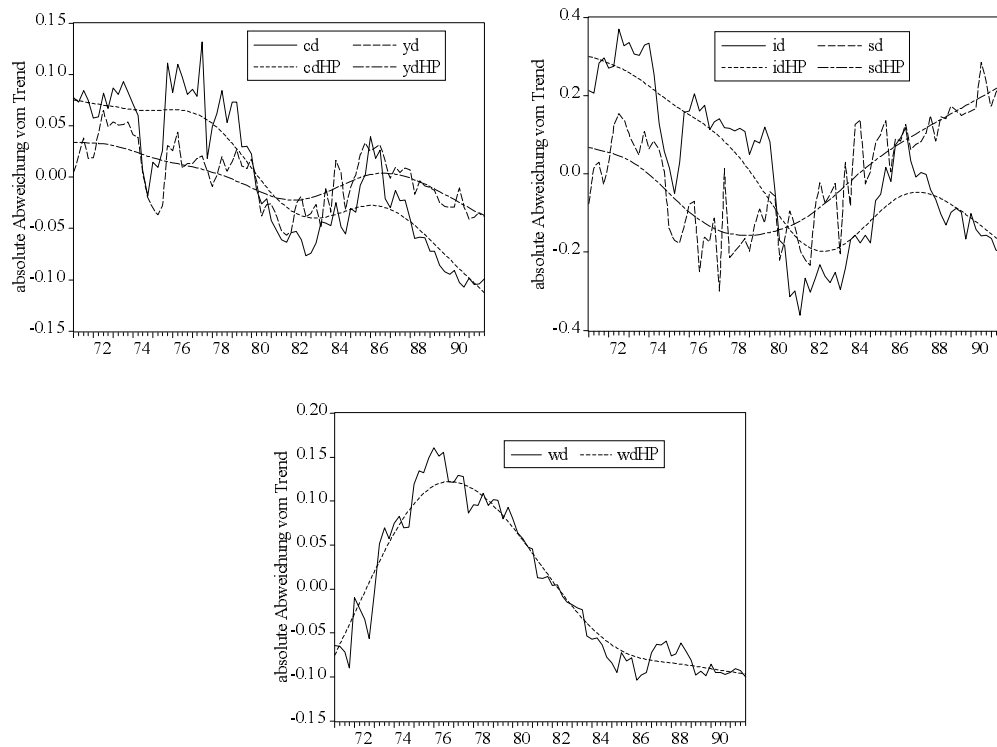 absolute Abweichung vom Trend
0.15
0.10
0.05
0.00
-0.05
-0.10
-0.15
cd yd
cdHP ydHP
72 74 76 78 80 82 84 86 88 90
absolute Abweichung vom Trend
0.4
0.2
0.0
-0.2
-0.4
id sd
idHP sdHP
72 74 76 78 80 82 84 86 88 90
absolute Abweichung vom Trend
0.20
0.15
0.10
0.05
0.00
-0.05
-0.10
-0.15
wd wdHP
72 74 76 78 80 82 84 86 88 90